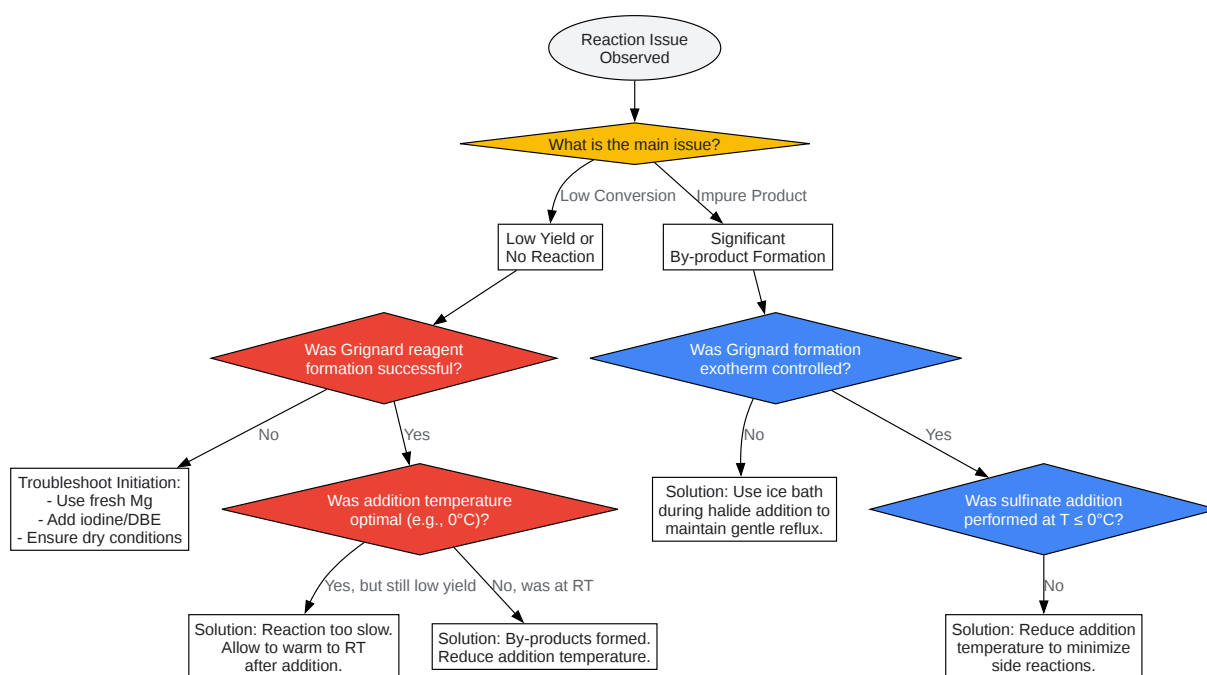 Reaction Issue
Observed
What is the main issue?
Low Conversion
Impure Product
Low Yield or
No Reaction
Significant
By-product Formation
Was Grignard reagent
formation successful?
Was Grignard formation
exotherm controlled?
No
Yes
No
Yes
Troubleshoot Initiation:
- Use fresh Mg
- Add iodine/DBE
- Ensure dry conditions
Was addition temperature
optimal (e.g., 0°C)?
Solution: Use ice bath
during halide addition to
maintain gentle reflux.
Was sulfinate addition
performed at T ≤ 0°C?
Yes, but still low yield
No, was at RT
No
Solution: Reaction too slow.
Allow to warm to RT
after addition.
Solution: By-products formed.
Reduce addition temperature.
Solution: Reduce addition
temperature to minimize
side reactions.